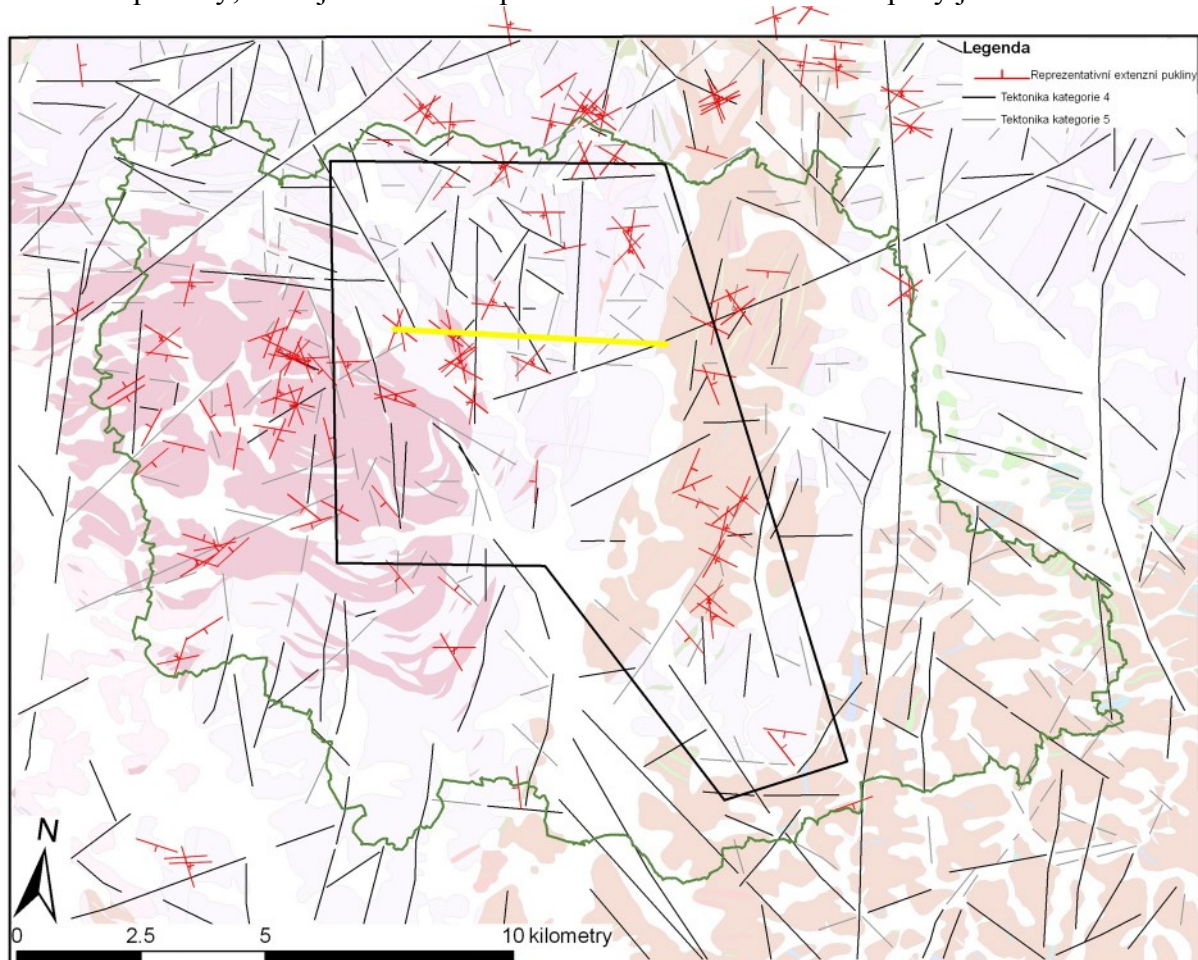 Legenda
Reprezentativní extenzní pukliny
Tektonika kategorie 4
Tektonika kategorie 5
N
0 2.5 5 10 kilometry